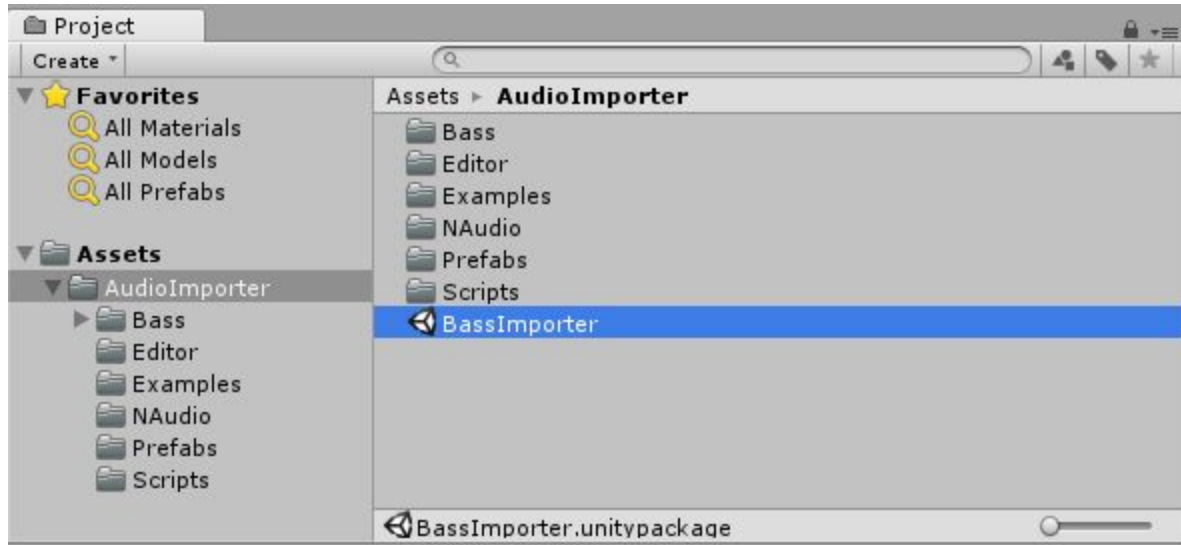 Project
Create
Favorites
All Materials
All Models
All Prefabs
Assets
AudioImporter
Bass
Editor
Examples
NAudio
Prefabs
Scripts
Assets AudioImporter
Bass
Editor
Examples
NAudio
Prefabs
Scripts
BassImporter
BassImporter.unitypackage